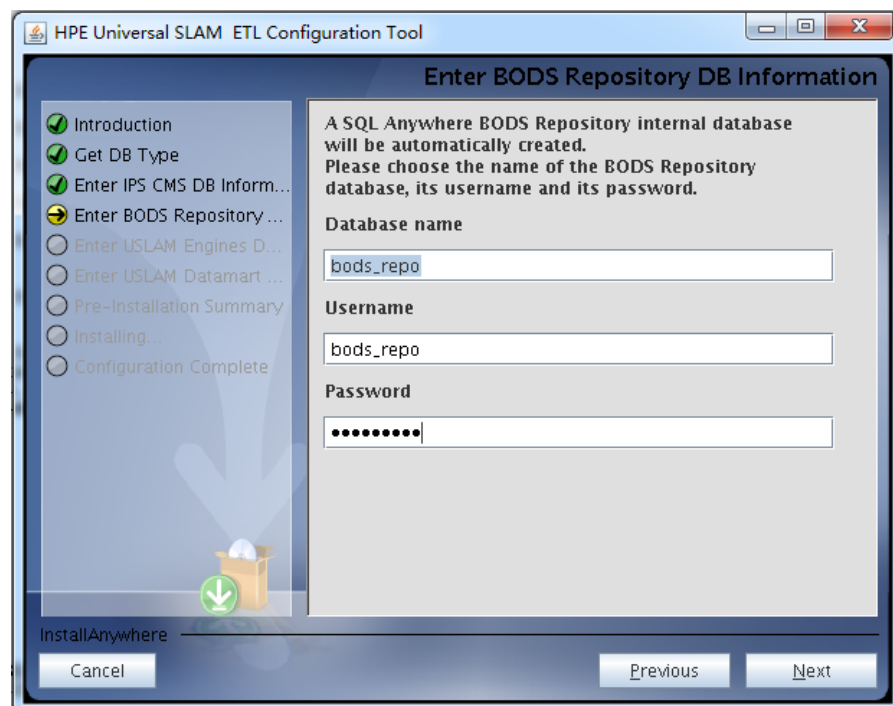 HPE Universal SLAM ETL Configuration Tool
Enter BODS Repository DB Information
Introduction
Get DB Type
Enter IPS CMS DB Inform...
Enter BODS Repository ...
Enter USLAM Engines D...
Enter USLAM Datamart ...
Pre-Installation Summary
Installing...
Configuration Complete
A SQL Anywhere BODS Repository internal database
will be automatically created.
Please choose the name of the BODS Repository
database, its username and its password.
Database name
bods_repo
Username
bods_repo
Password
•••••••••
InstallAnywhere
Cancel
Previous
Next